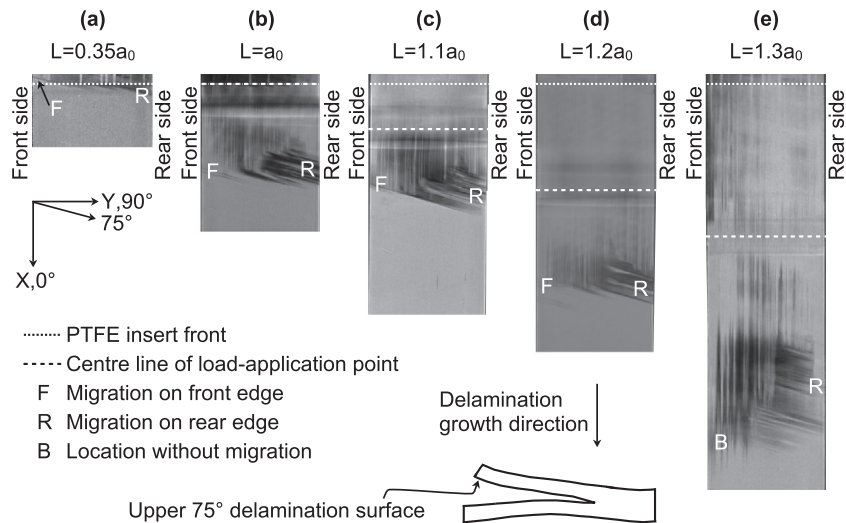 (a) (b) (c) (d) (e)
L=0.35a₀ L=a₀ L=1.1a₀ L=1.2a₀ L=1.3a₀
Front side F R Rear side
Front side F R Rear side
Front side F R Rear side
Front side F R Rear side
Front side B R Rear side
Y,90°
75°
X,0°
PTFE insert front
Centre line of load-application point
F Migration on front edge
R Migration on rear edge
B Location without migration
Delamination
growth direction
Upper 75° delamination surface